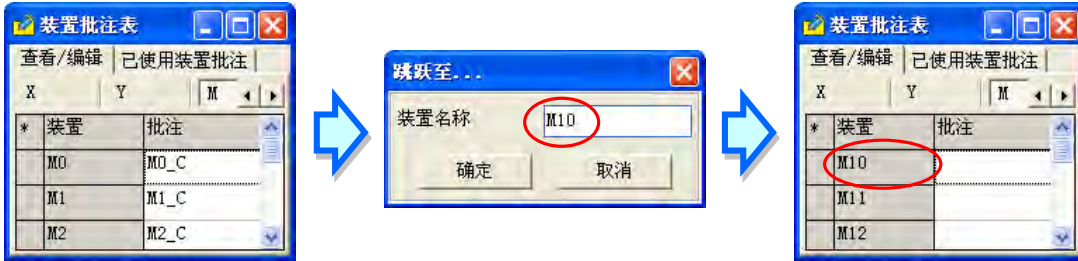 装置批注表
查看/编辑 已使用装置批注
X Y M
* 装置 批注
M0 M0_C
M1 M1_C
M2 M2_C
跳跃至...
装置名称 M10
确定 取消
装置批注表
查看/编辑 已使用装置批注
X Y M
* 装置 批注
M10
M11
M12